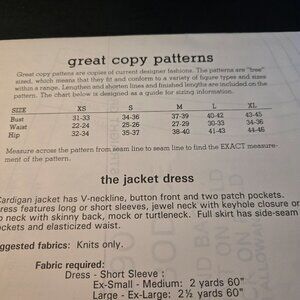 great copy patterns
Great copy pattens are copies of current designer fashions. The patterns are "tree"
sized, which means that they fit and conform to a variety of figure types and sizes
within a range. Lengthen and shorten lines and finished lengths are included on the
pattern. The chart below is designed as a guide for sizing information.
SIZE XS S M L XL
Bust 31-33 34-36 37-39 40-42 43-45
Waist 22-24 25-26 27-29 30-33 34-36
Hip 32-34 35-37 38-40 41-43 44-46
Measure across the pattern from seam line to seam line to find the EXACT measure-
ment of the pattern.
the jacket dress
Cardigan jacket has V-neckline, button front and two patch pockets.
ress features long or short sleeves, jewel neck with keyhole closure or
p neck with skinny back, mock or turtleneck. Full skirt has side-seam
ockets and elasticized waist.
ggested fabrics: Knits only.
Fabric required:
Dress - Short Sleeve :
Ex-Small - Medium: 2 yards 60"
Large - Ex-Large: 2½ yards 60"